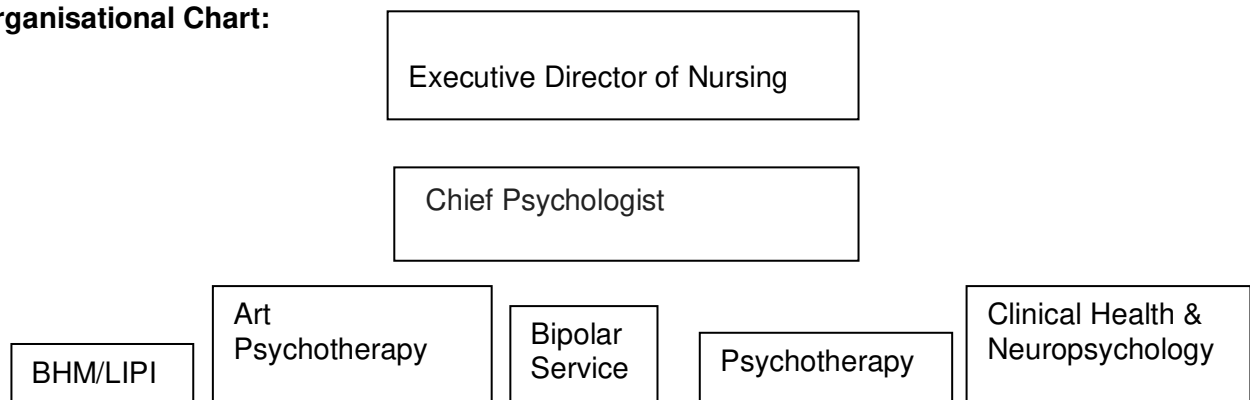 rganisational Chart:
Executive Director of Nursing
Chief Psychologist
BHM/LIPI
Art
Psychotherapy
Bipolar
Service
Psychotherapy
Clinical Health &
Neuropsychology